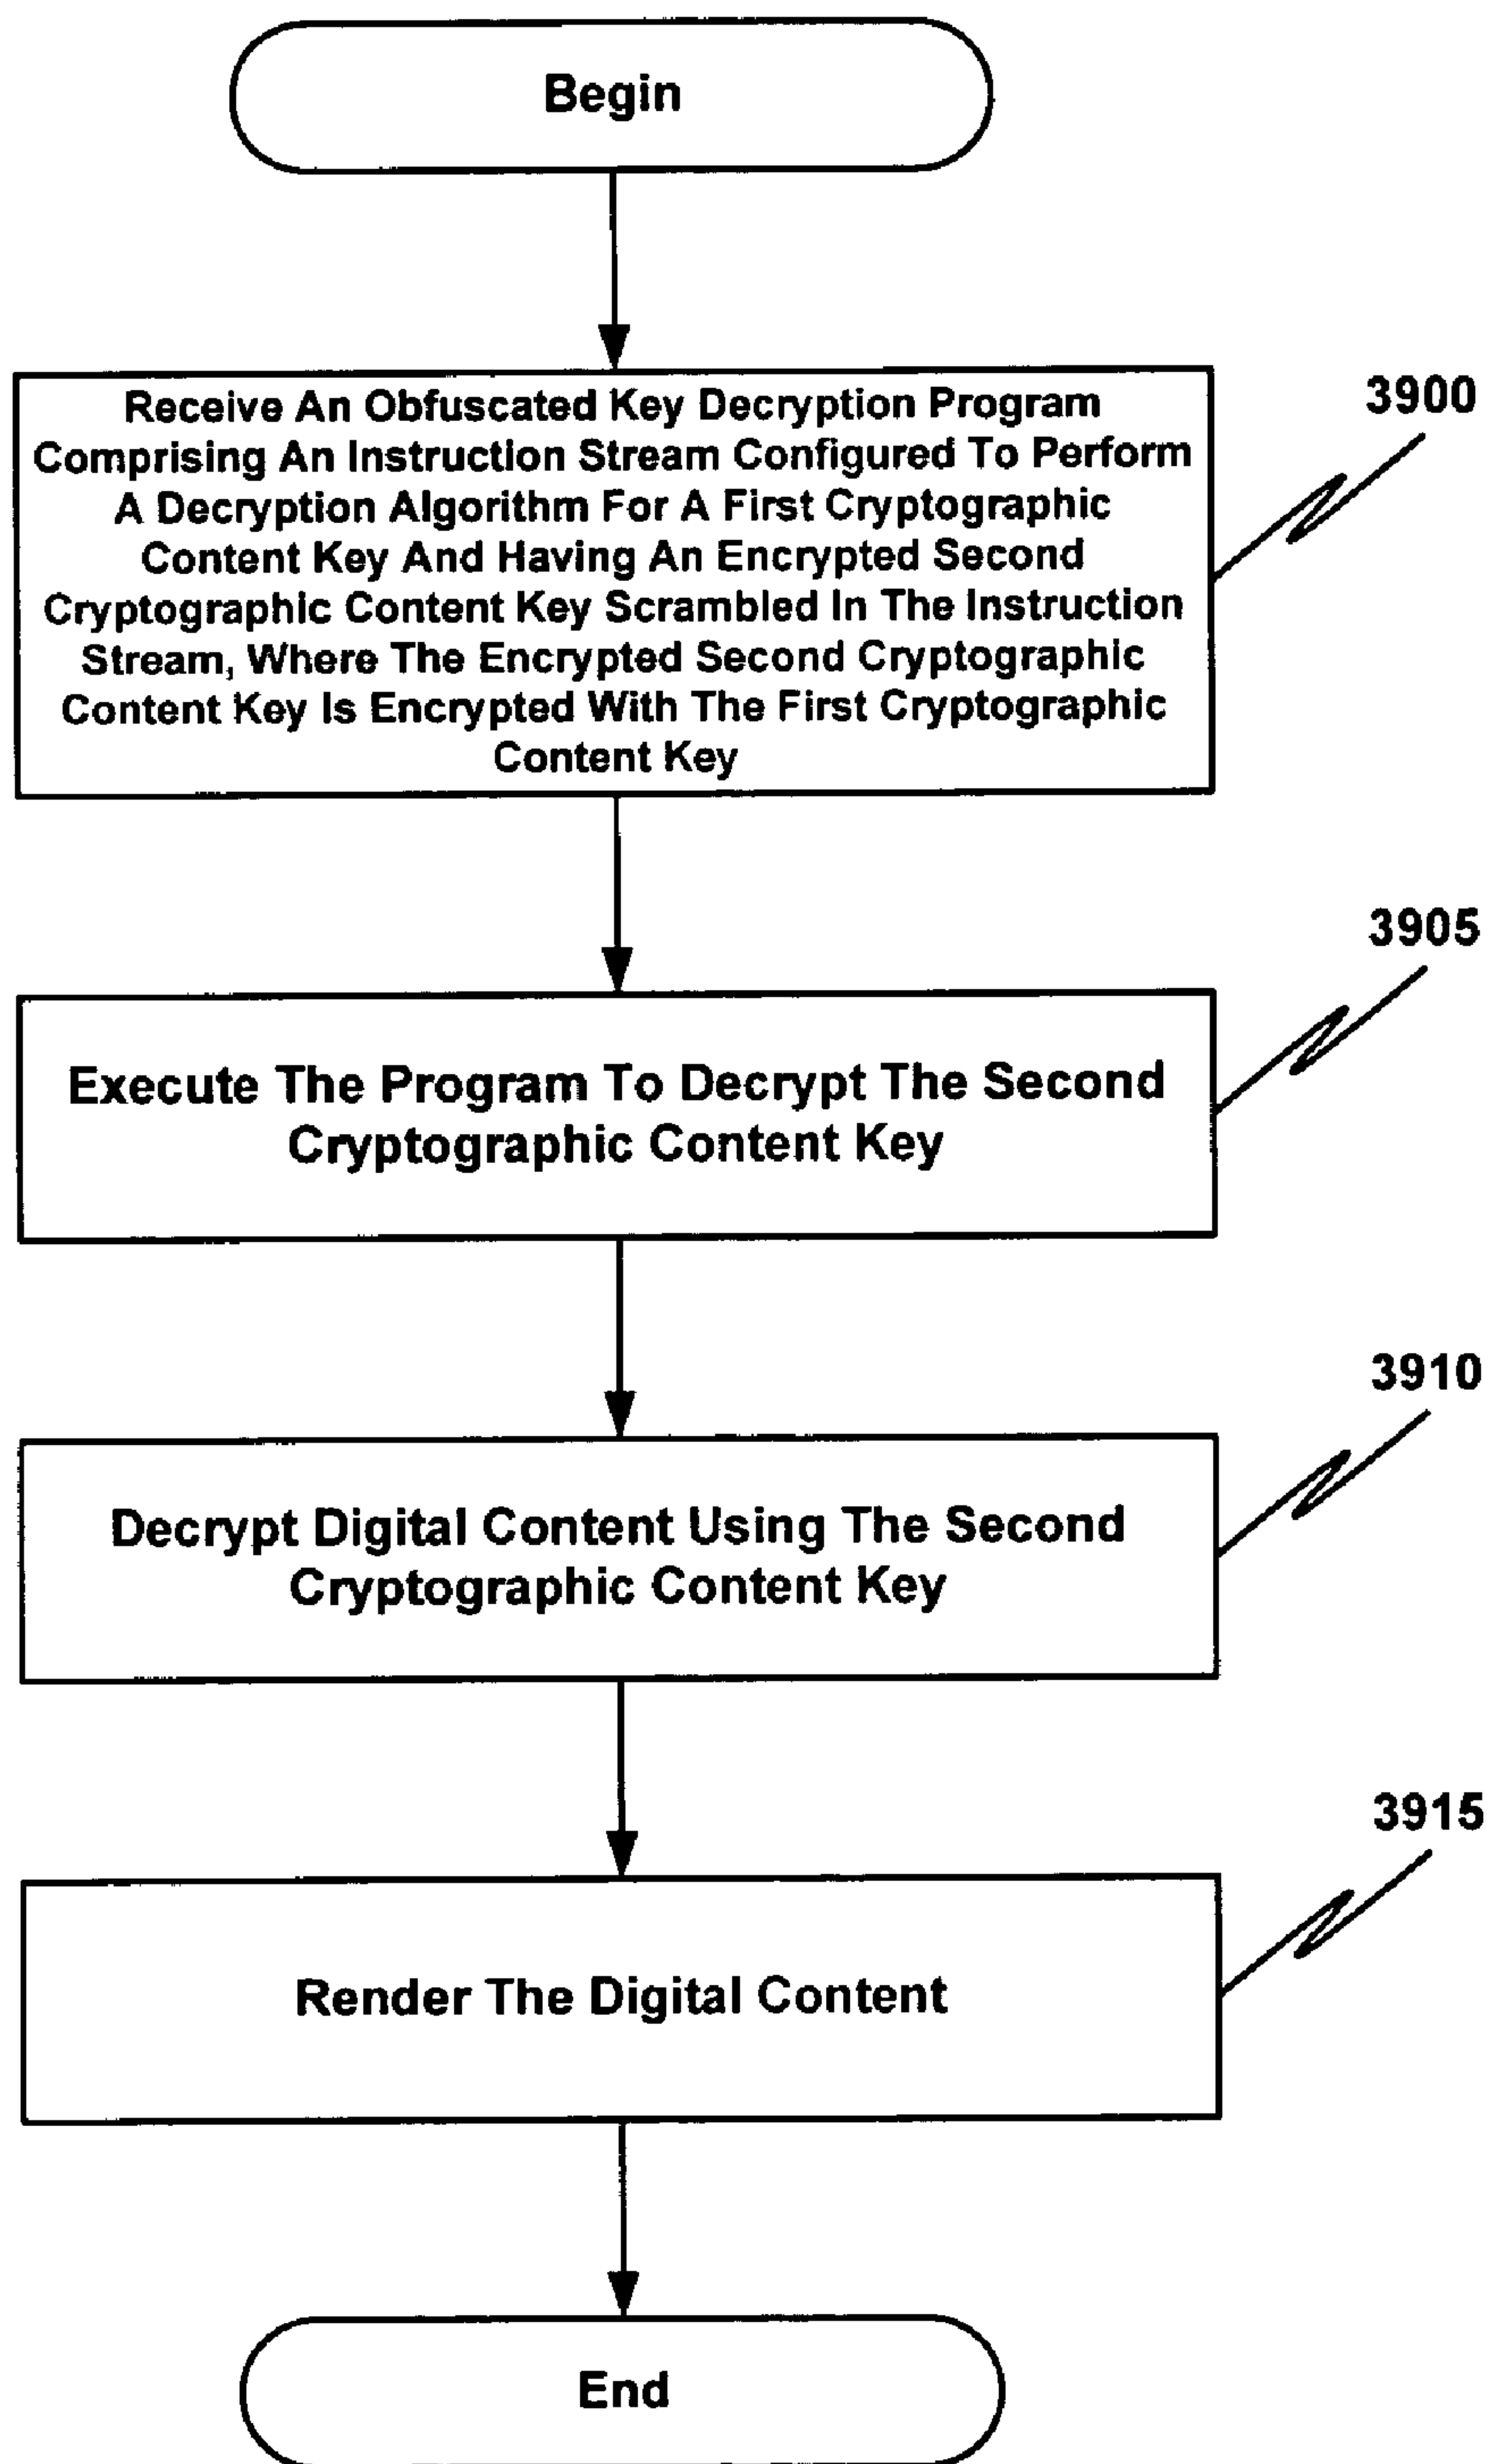 Begin
Receive An Obfuscated Key Decryption Program
Comprising An Instruction Stream Configured To Perform
A Decryption Algorithm For A First Cryptographic
Content Key And Having An Encrypted Second
Cryptographic Content Key Scrambled In The Instruction
Stream, Where The Encrypted Second Cryptographic
Content Key Is Encrypted With The First Cryptographic
Content Key
3900
Execute The Program To Decrypt The Second
Cryptographic Content Key
3905
Decrypt Digital Content Using The Second
Cryptographic Content Key
3910
Render The Digital Content
3915
End